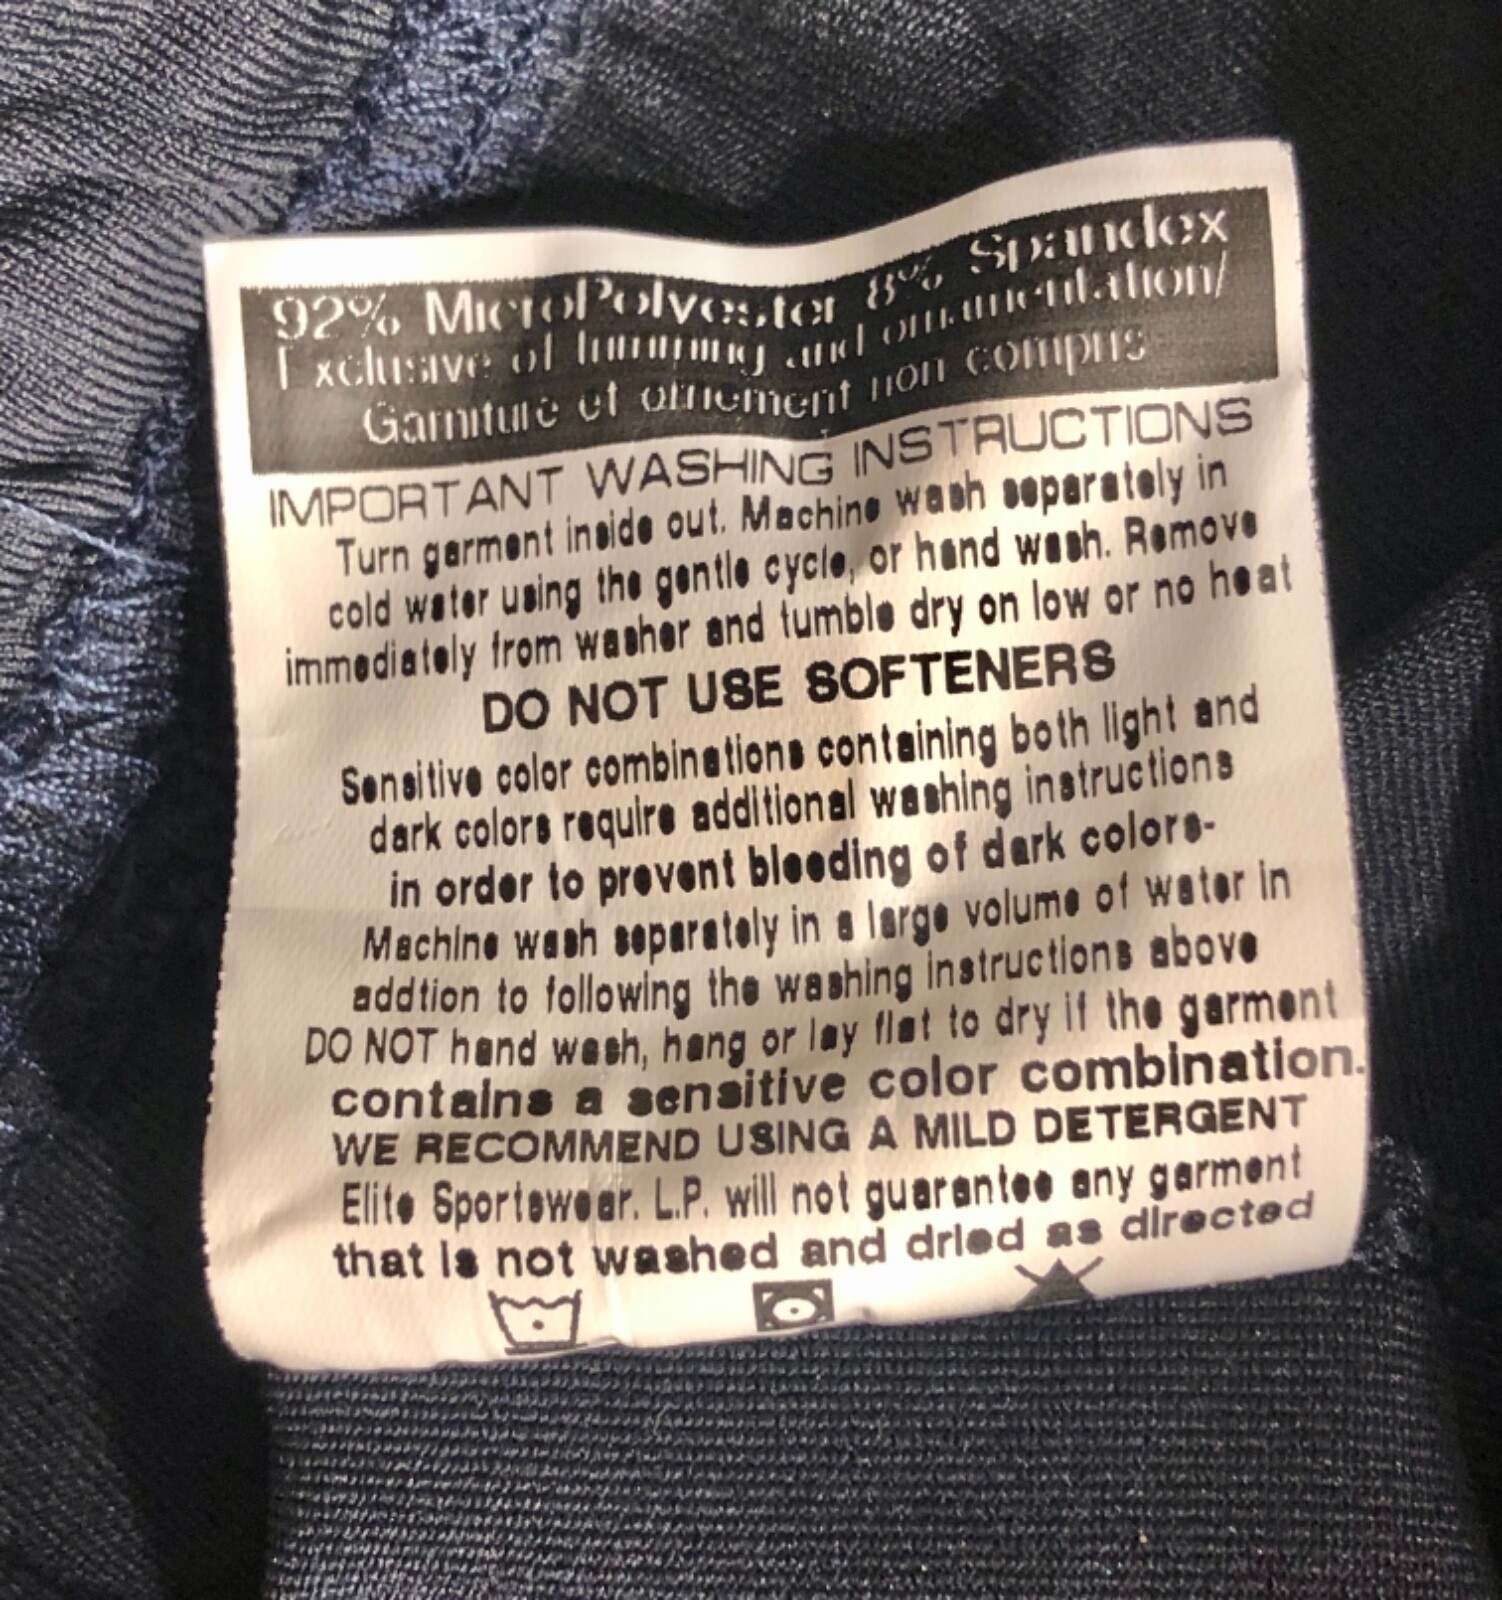 92% MicroPolyester 8% Spandex
Exclusive of trimming and ornamentation/
Garniture et ornement non compris
IMPORTANT WASHING INSTRUCTIONS
Turn garment inside out. Machine wash separately in
cold water using the gentle cycle, or hand wash. Remove
immediately from washer and tumble dry on low or no heat
DO NOT USE SOFTENERS
Sensitive color combinations containing both light and
dark colors require additional washing instructions
in order to prevent bleeding of dark colors-
Machine wash separately in a large volume of water in
addtion to following the washing instructions above
DO NOT hand wash, hang or lay flat to dry if the garment
contains a sensitive color combination.
WE RECOMMEND USING A MILD DETERGENT
Elite Sportswear. L.P. will not guarantee any garment
that is not washed and dried as directed